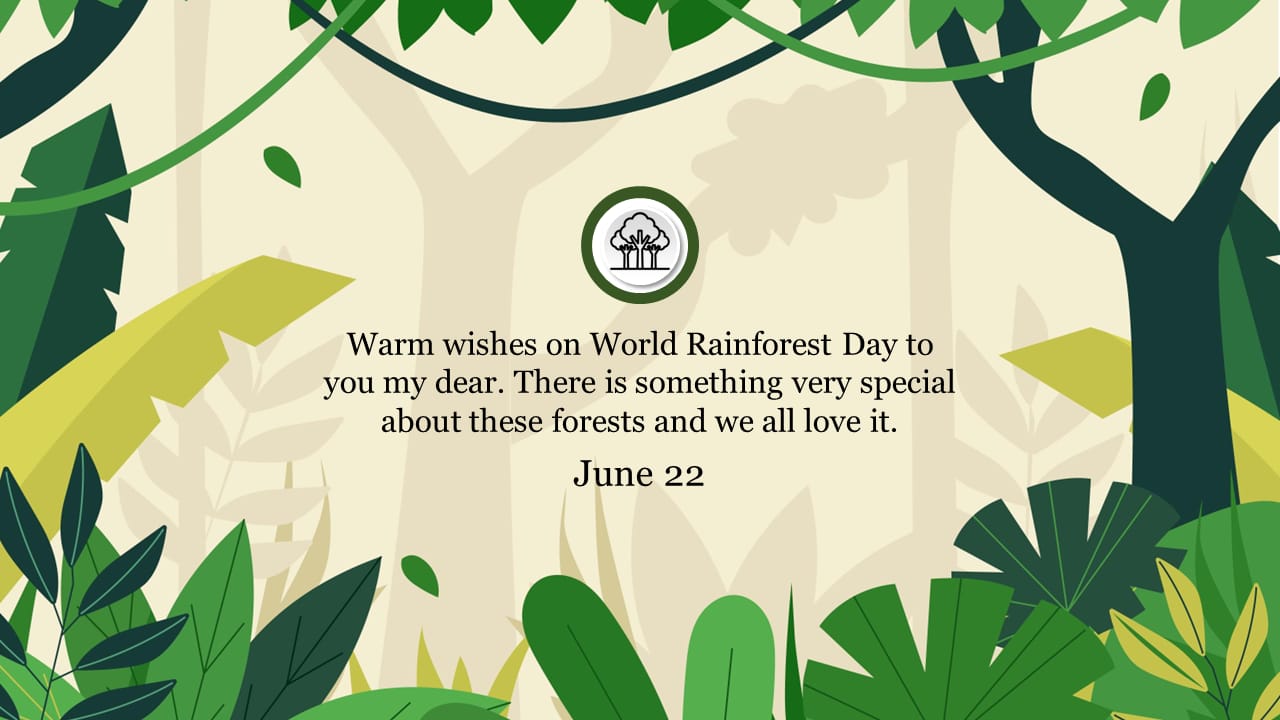 Warm wishes on World Rainforest Day to
you my dear. There is something very special
about these forests and we all love it.
June 22